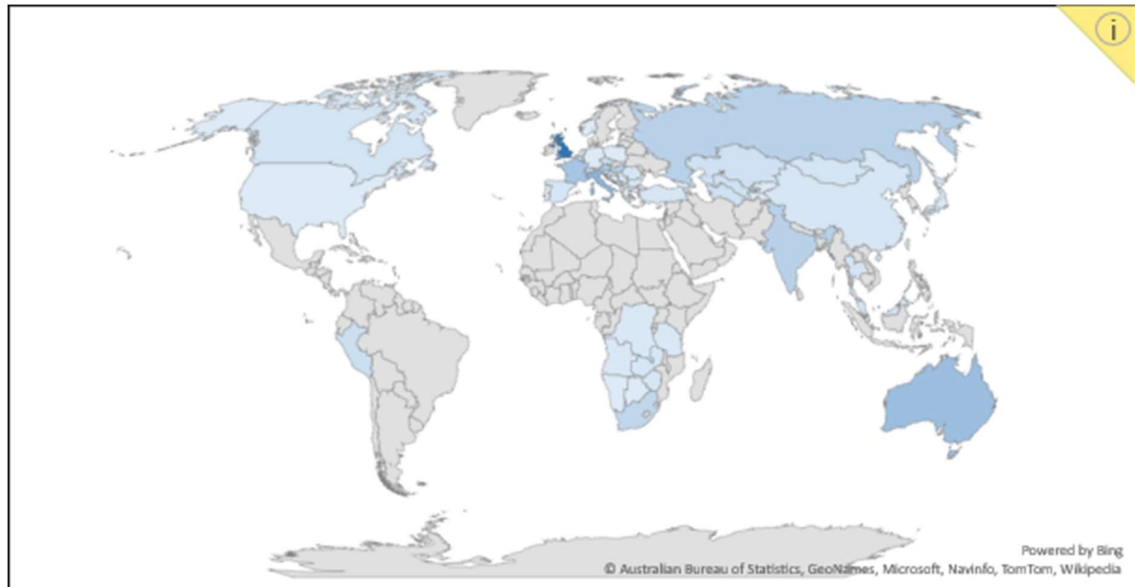 i
Powered by Bing
© Australian Bureau of Statistics, GeoNames, Microsoft, Navinfo, TomTom, Wikipedia